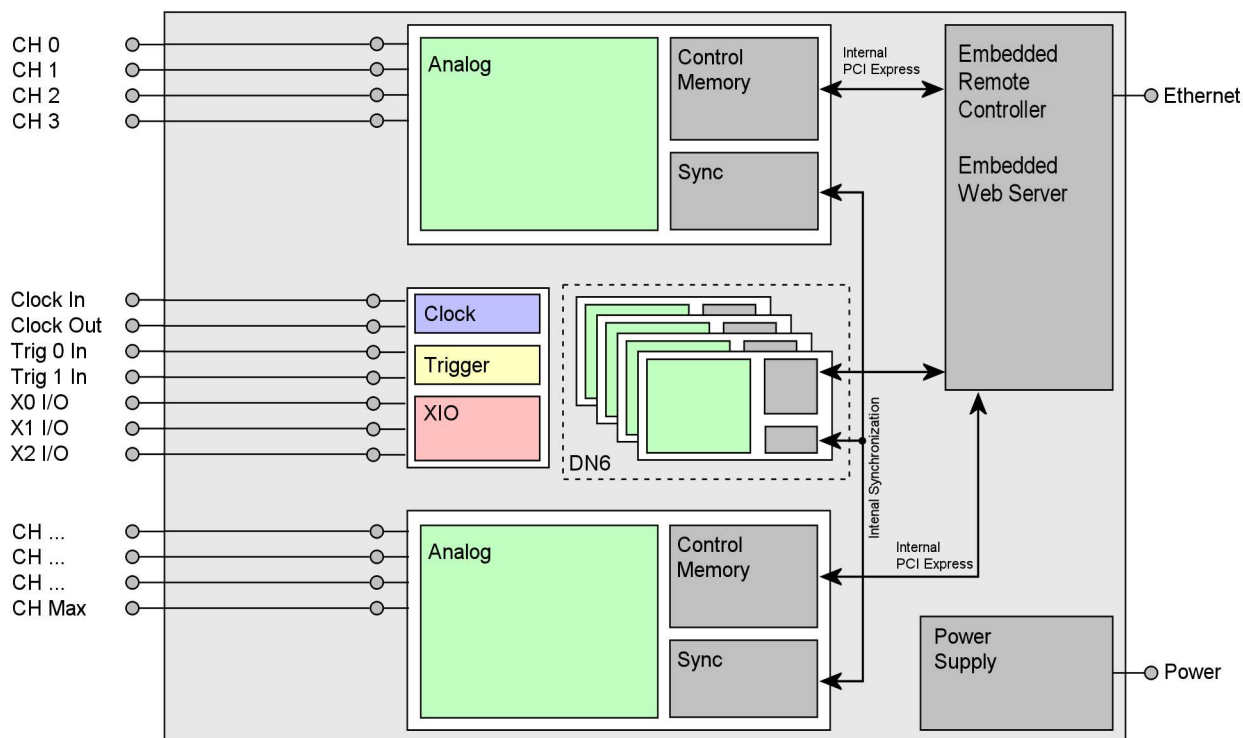 CH 0
CH 1
CH 2
CH 3
Analog
Control
Memory
Sync
Internal
PCI Express
Embedded
Remote
Controller
Embedded
Web Server
Ethernet
Clock In
Clock Out
Trig 0 In
Trig 1 In
X0 I/O
X1 I/O
X2 I/O
Clock
Trigger
XIO
DN6
Intenal Synchronization
CH ...
CH ...
CH ...
CH Max
Analog
Control
Memory
Sync
Internal
PCI Express
Power
Supply
Power